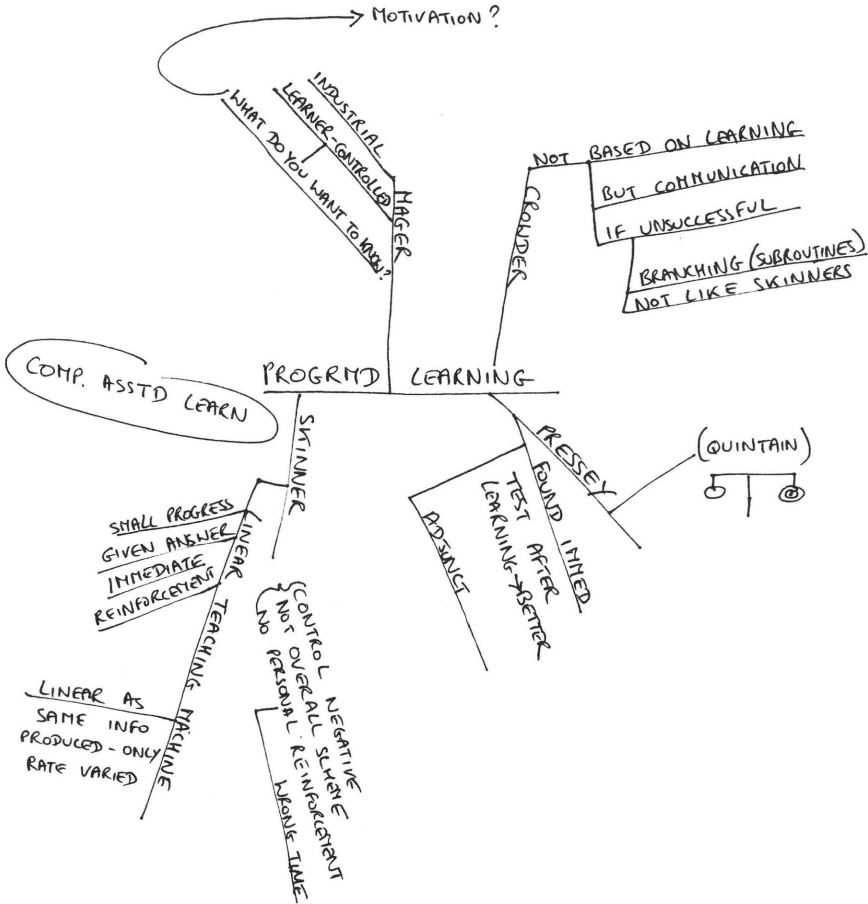 MOTIVATION?
INDUSTRIAL
LEARNER-CONTROLLED
WHAT DO YOU WANT TO KNOW?
MAGER
CROWDER
NOT BASED ON LEARNING
BUT COMMUNICATION
IF UNSUCCESSFUL
BRANCHING (SUBROUTINES)
NOT LIKE SKINNERS
COMP. ASSTD LEARN
PROGRMD LEARNING
SKINNER
SMALL PROGRESS
GIVEN ANSWER
IMMEDIATE
REINFORCEMENT
LINEAR TEACHING MACHINE
LINEAR AS
SAME INFO
PRODUCED - ONLY
RATE VARIED
(CONTROL NEGATIVE
NOT OVERALL SCHEME
NO PERSONAL REINFORCEMENT
WRONG TIME
PRESSEY
(QUINTAIN)
FOUND IMMED
TEST AFTER
LEARNING→BETTER
ADJUNCT